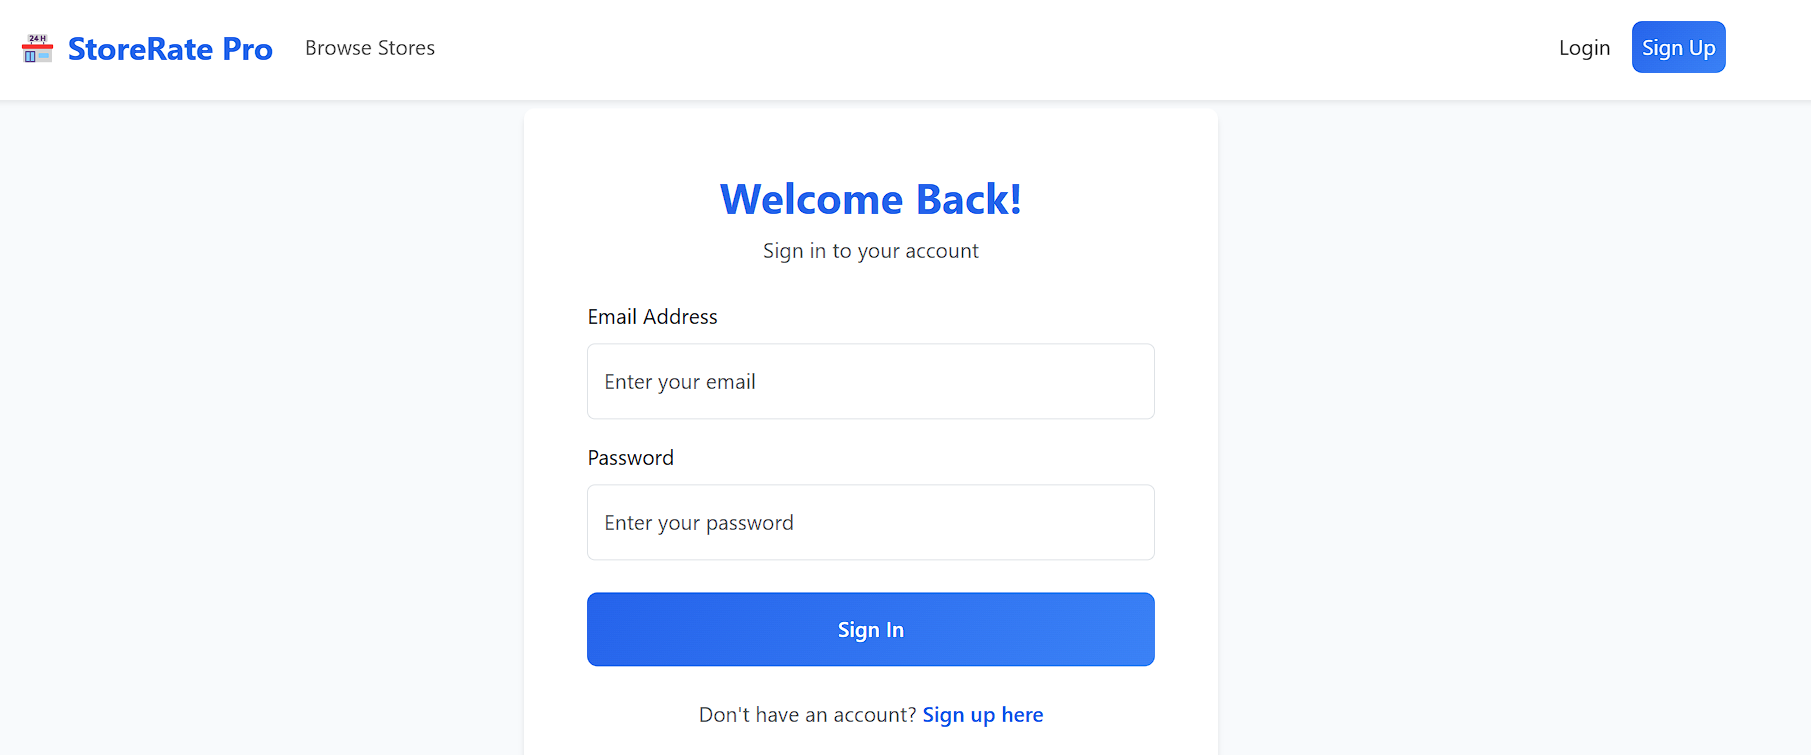 24 H
StoreRate Pro
Browse Stores
Login
Sign Up
Welcome Back!
Sign in to your account
Email Address
Enter your email
Password
Enter your password
Sign In
Don't have an account? Sign up here